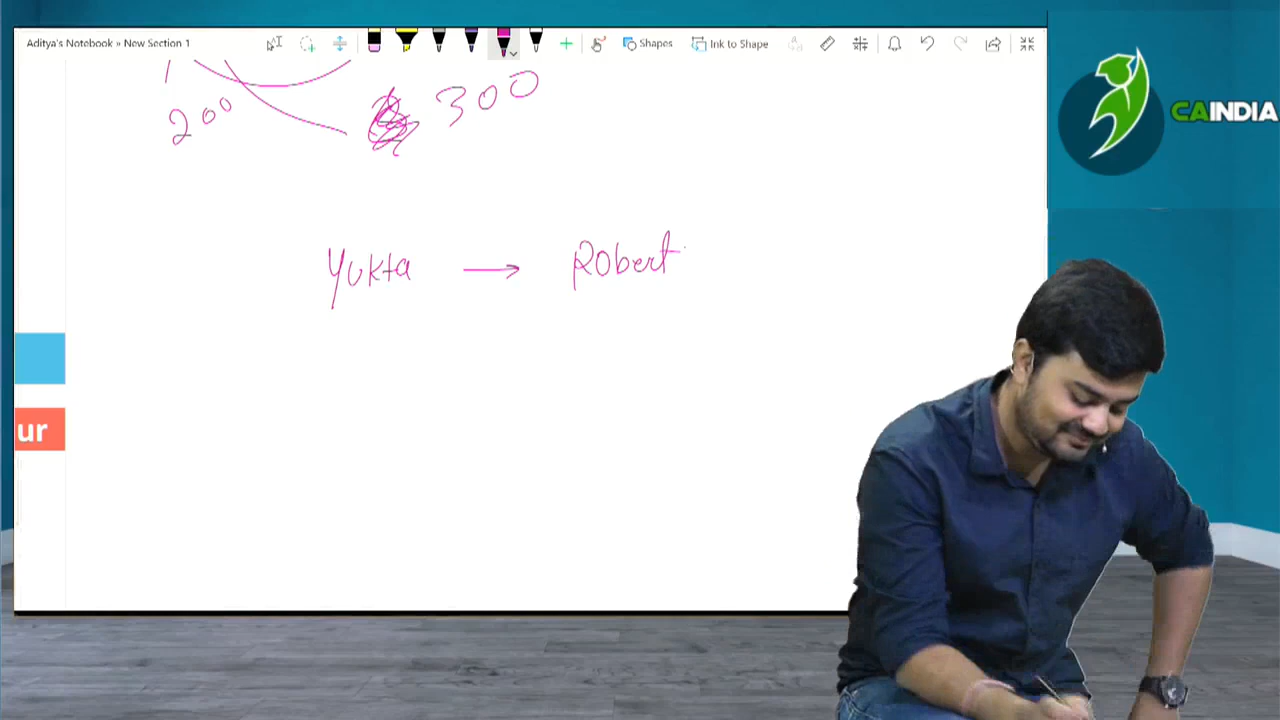 Aditya's Notebook » New Section 1
Shapes
Ink to Shape
CAINDIA
300
200
Yukta → Robert
ur